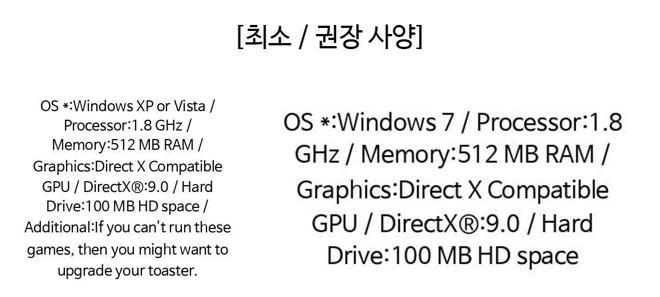 [최소 / 권장 사양]
OS *:Windows XP or Vista /
Processor:1.8 GHz /
Memory:512 MB RAM /
Graphics:Direct X Compatible
GPU / DirectX®:9.0 / Hard
Drive:100 MB HD space /
Additional:If you can't run these
games, then you might want to
upgrade your toaster.
OS *:Windows 7 / Processor:1.8
GHz / Memory:512 MB RAM /
Graphics:Direct X Compatible
GPU / DirectX®:9.0 / Hard
Drive:100 MB HD space